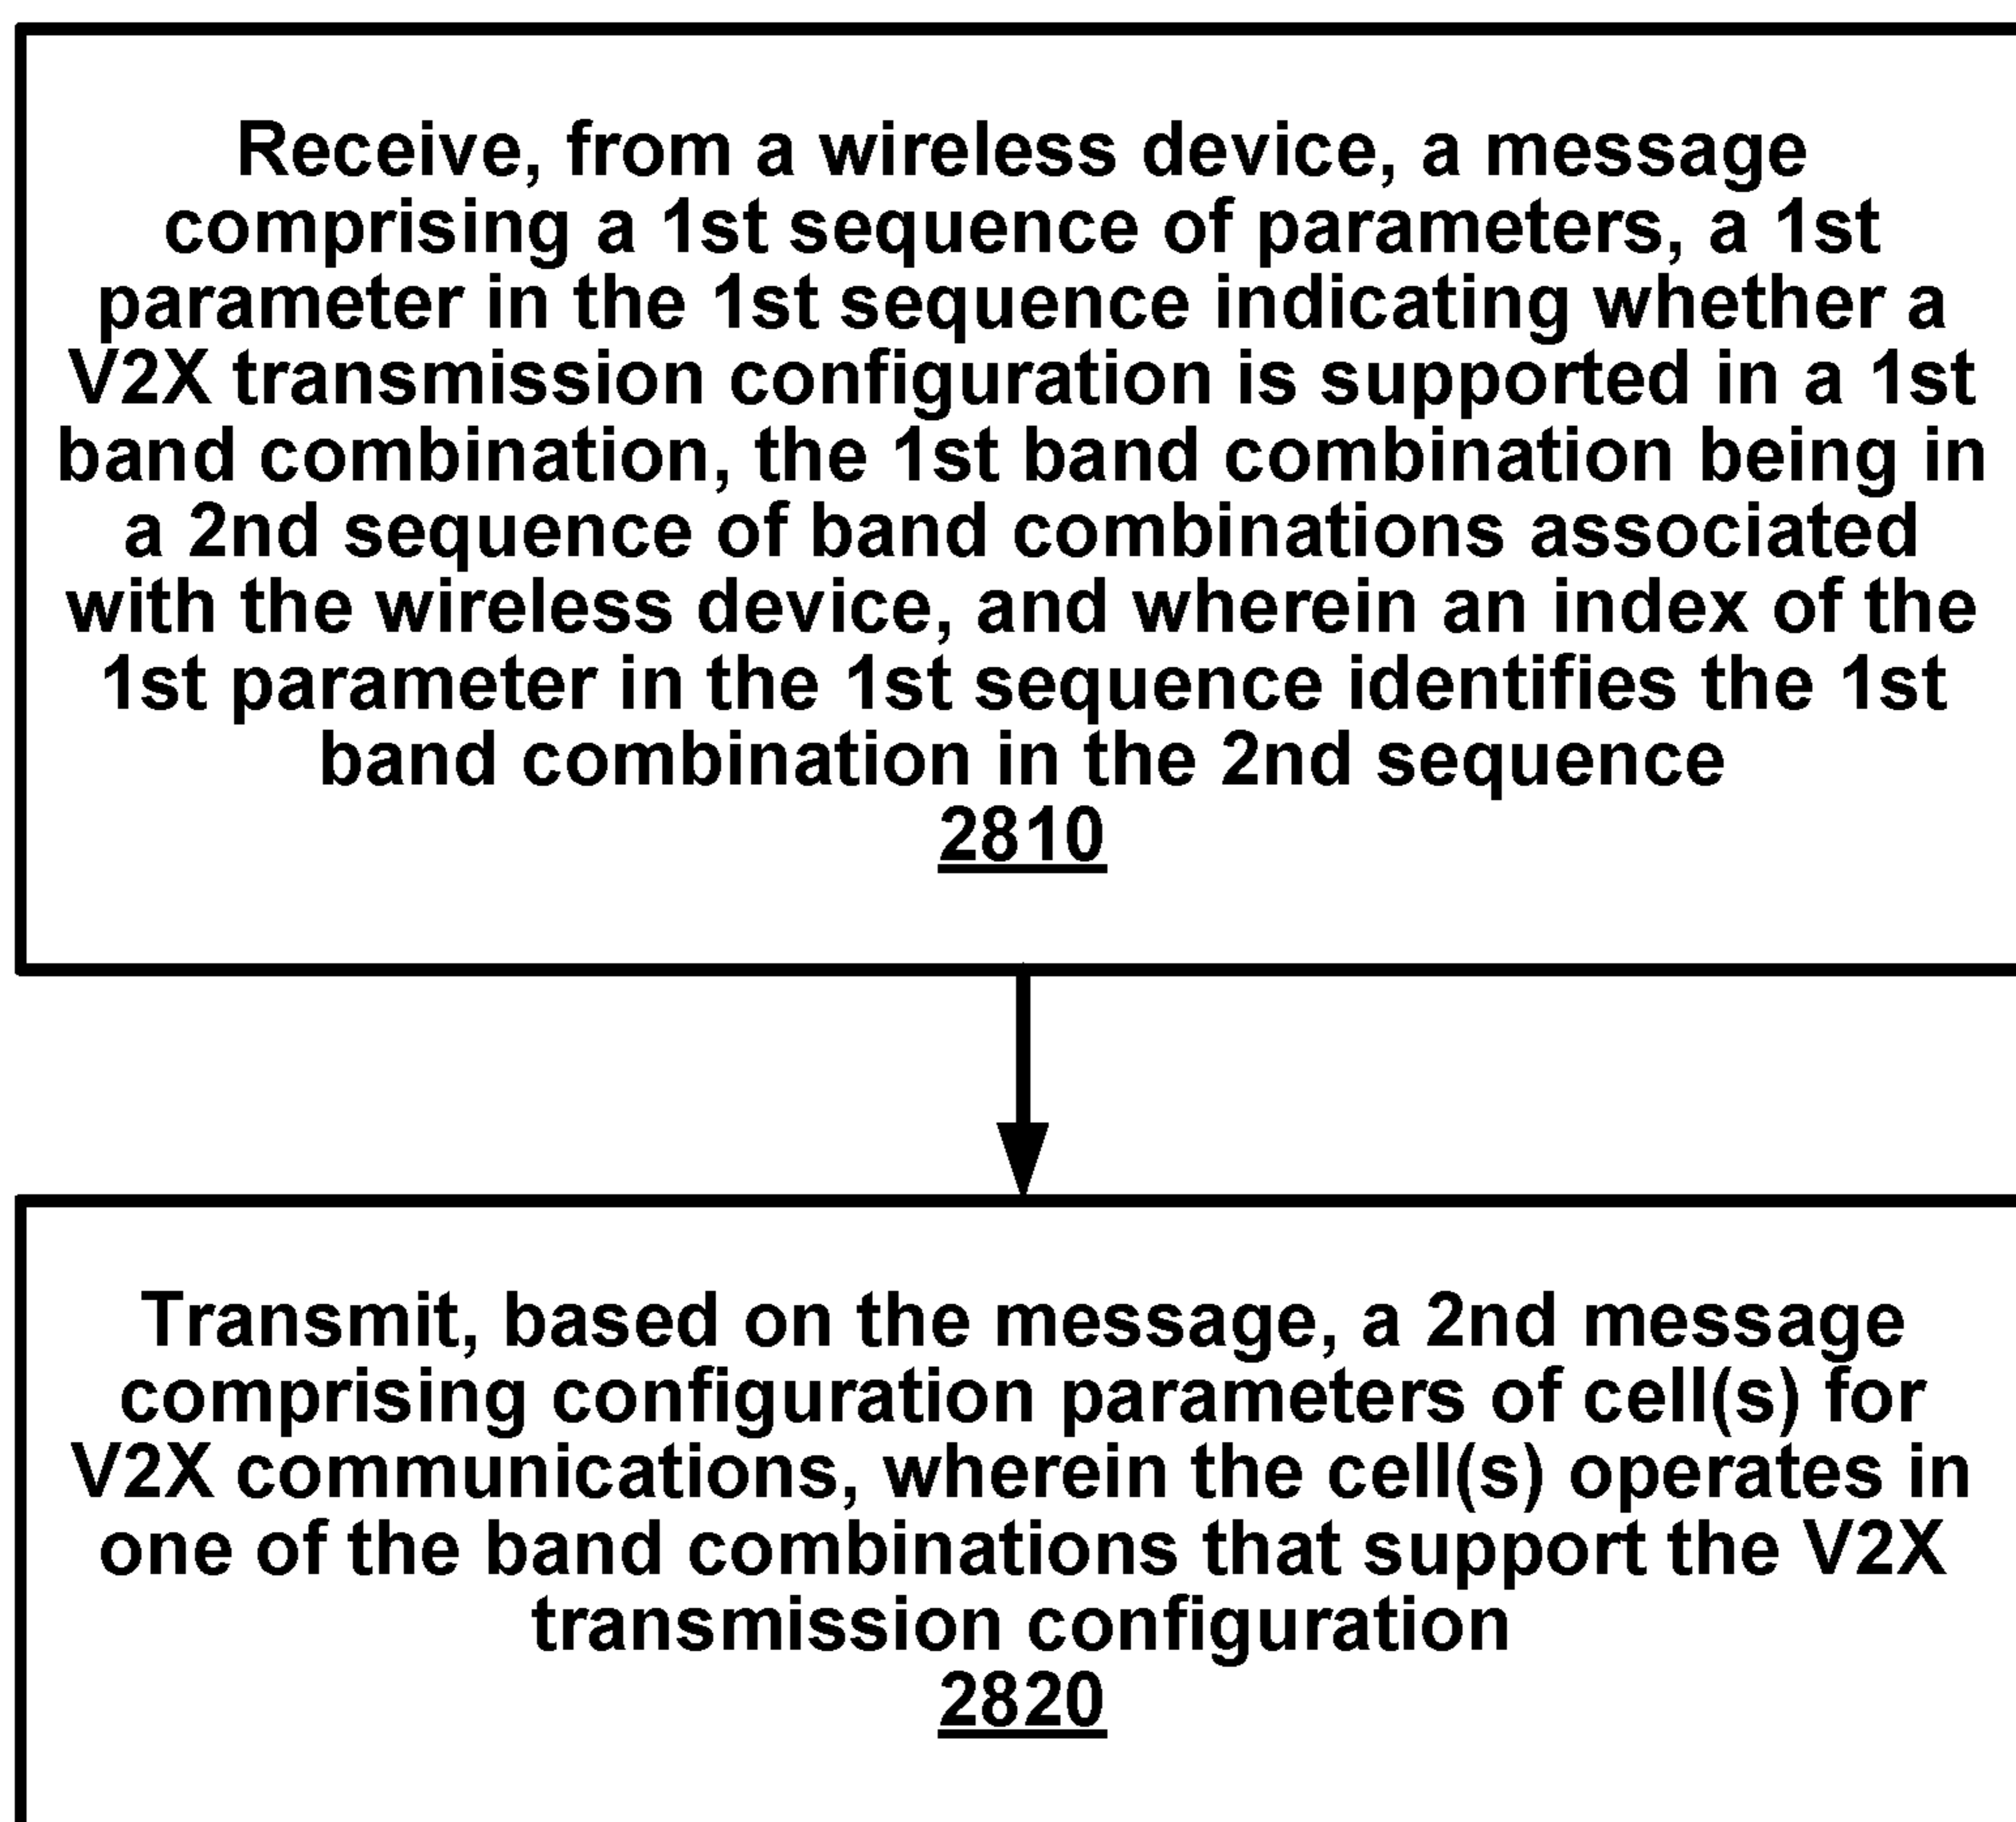 Receive, from a wireless device, a message
comprising a 1st sequence of parameters, a 1st
parameter in the 1st sequence indicating whether a
V2X transmission configuration is supported in a 1st
band combination, the 1st band combination being in
a 2nd sequence of band combinations associated
with the wireless device, and wherein an index of the
1st parameter in the 1st sequence identifies the 1st
band combination in the 2nd sequence
2810
Transmit, based on the message, a 2nd message
comprising configuration parameters of cell(s) for
V2X communications, wherein the cell(s) operates in
one of the band combinations that support the V2X
transmission configuration
2820